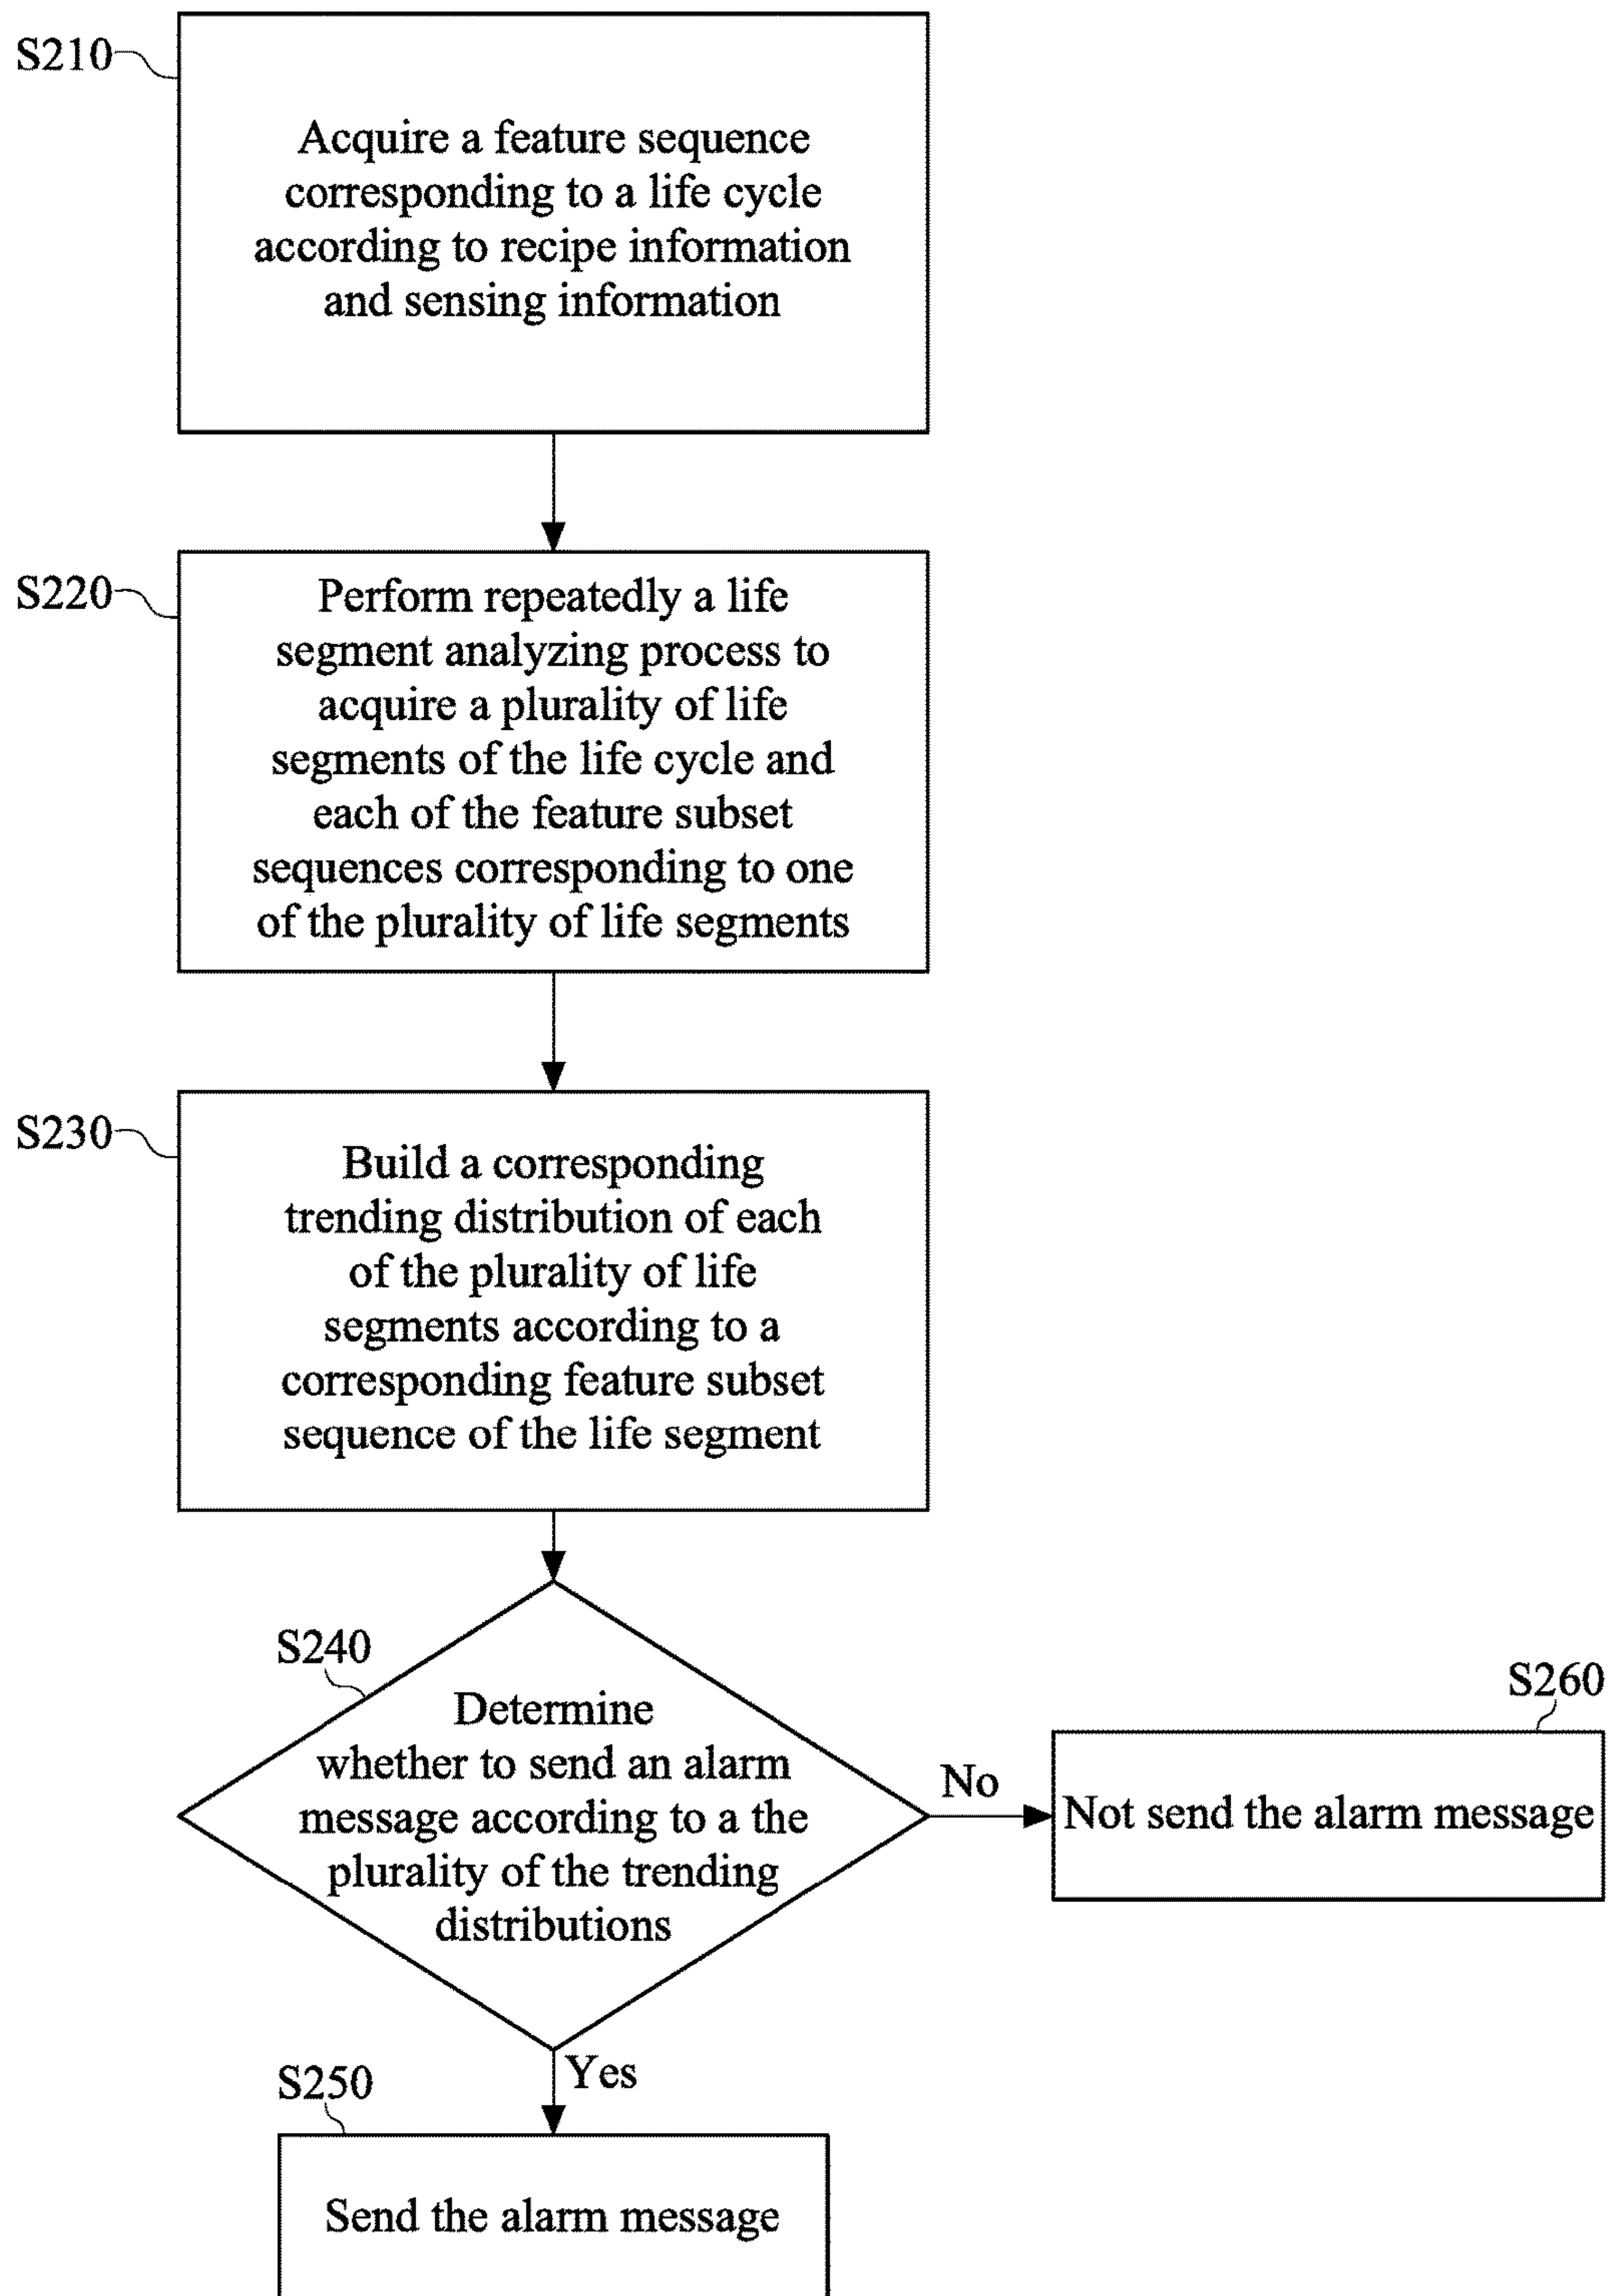 S210
Acquire a feature sequence
corresponding to a life cycle
according to recipe information
and sensing information
S220
Perform repeatedly a life
segment analyzing process to
acquire a plurality of life
segments of the life cycle and
each of the feature subset
sequences corresponding to one
of the plurality of life segments
S230
Build a corresponding
trending distribution of each
of the plurality of life
segments according to a
corresponding feature subset
sequence of the life segment
S240
Determine
whether to send an alarm
message according to a the
plurality of the trending
distributions
No
S260
Not send the alarm message
Yes
S250
Send the alarm message